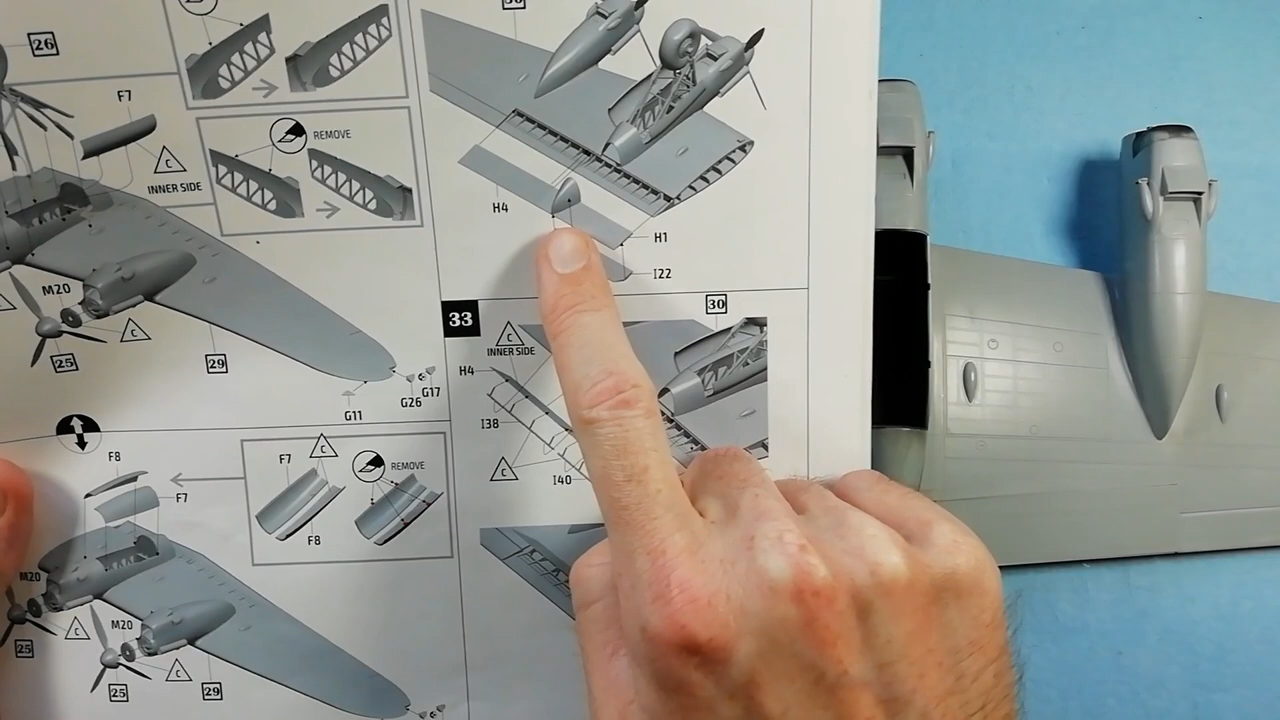 26
F7
C
INNER SIDE
REMOVE
M20
C
25
29
G11
G26
G17
F8
F7
F7
C
REMOVE
F8
M20
M20
C
C
25
25
29
H4
H1
I22
33
30
C
INNER SIDE
H4
I38
C
I40